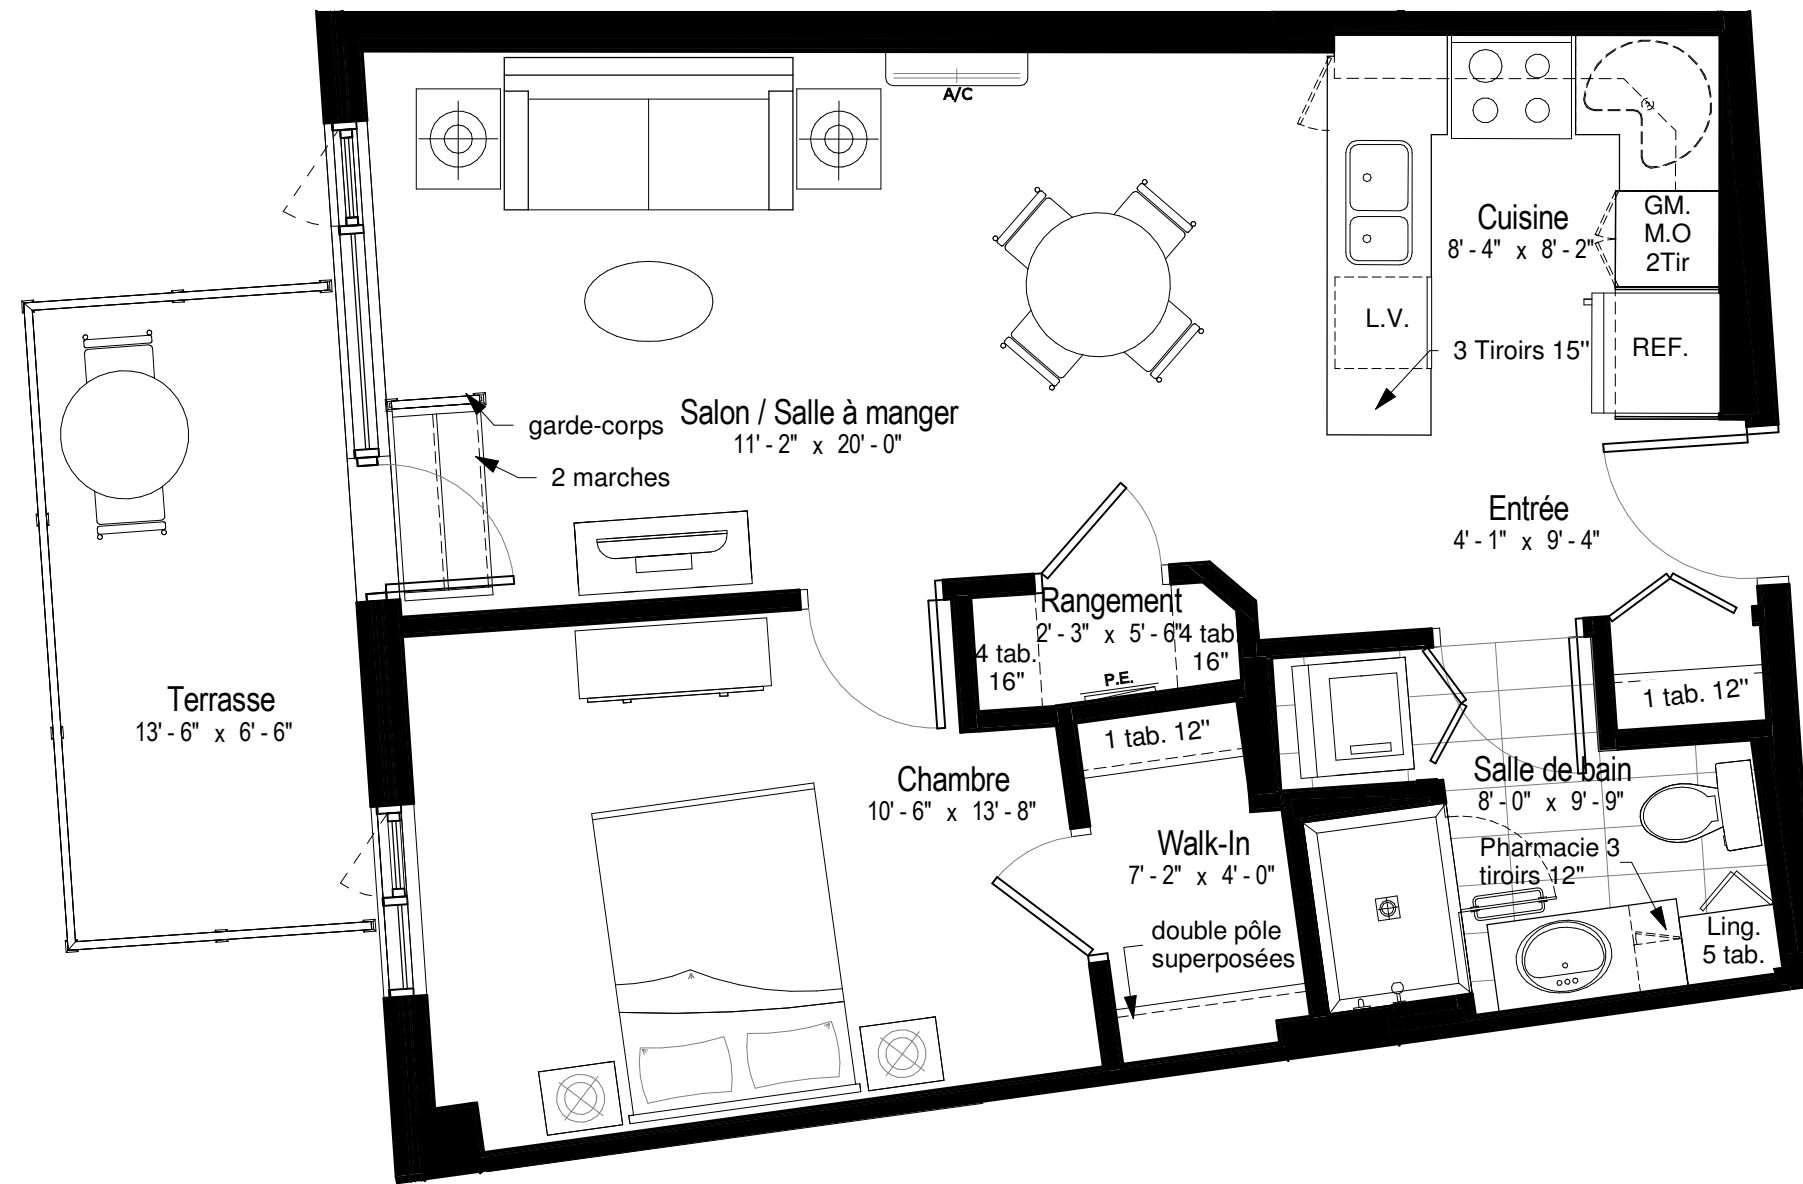 A/C
Cuisine
8' - 4" x 8' - 2"
GM.
M.O
2Tir
L.V.
3 Tiroirs 15"
REF.
Salon / Salle à manger
11' - 2" x 20' - 0"
garde-corps
2 marches
Entrée
4' - 1" x 9' - 4"
Rangement
2' - 3" x 5' - 6"
4 tab.
16"
4 tab.
16"
P.E.
1 tab. 12"
1 tab. 12"
Terrasse
13' - 6" x 6' - 6"
Chambre
10' - 6" x 13' - 8"
Salle de bain
8' - 0" x 9' - 9"
Walk-In
7' - 2" x 4' - 0"
Pharmacie 3
tiroirs 12"
double pôle
superposées
Ling.
5 tab.